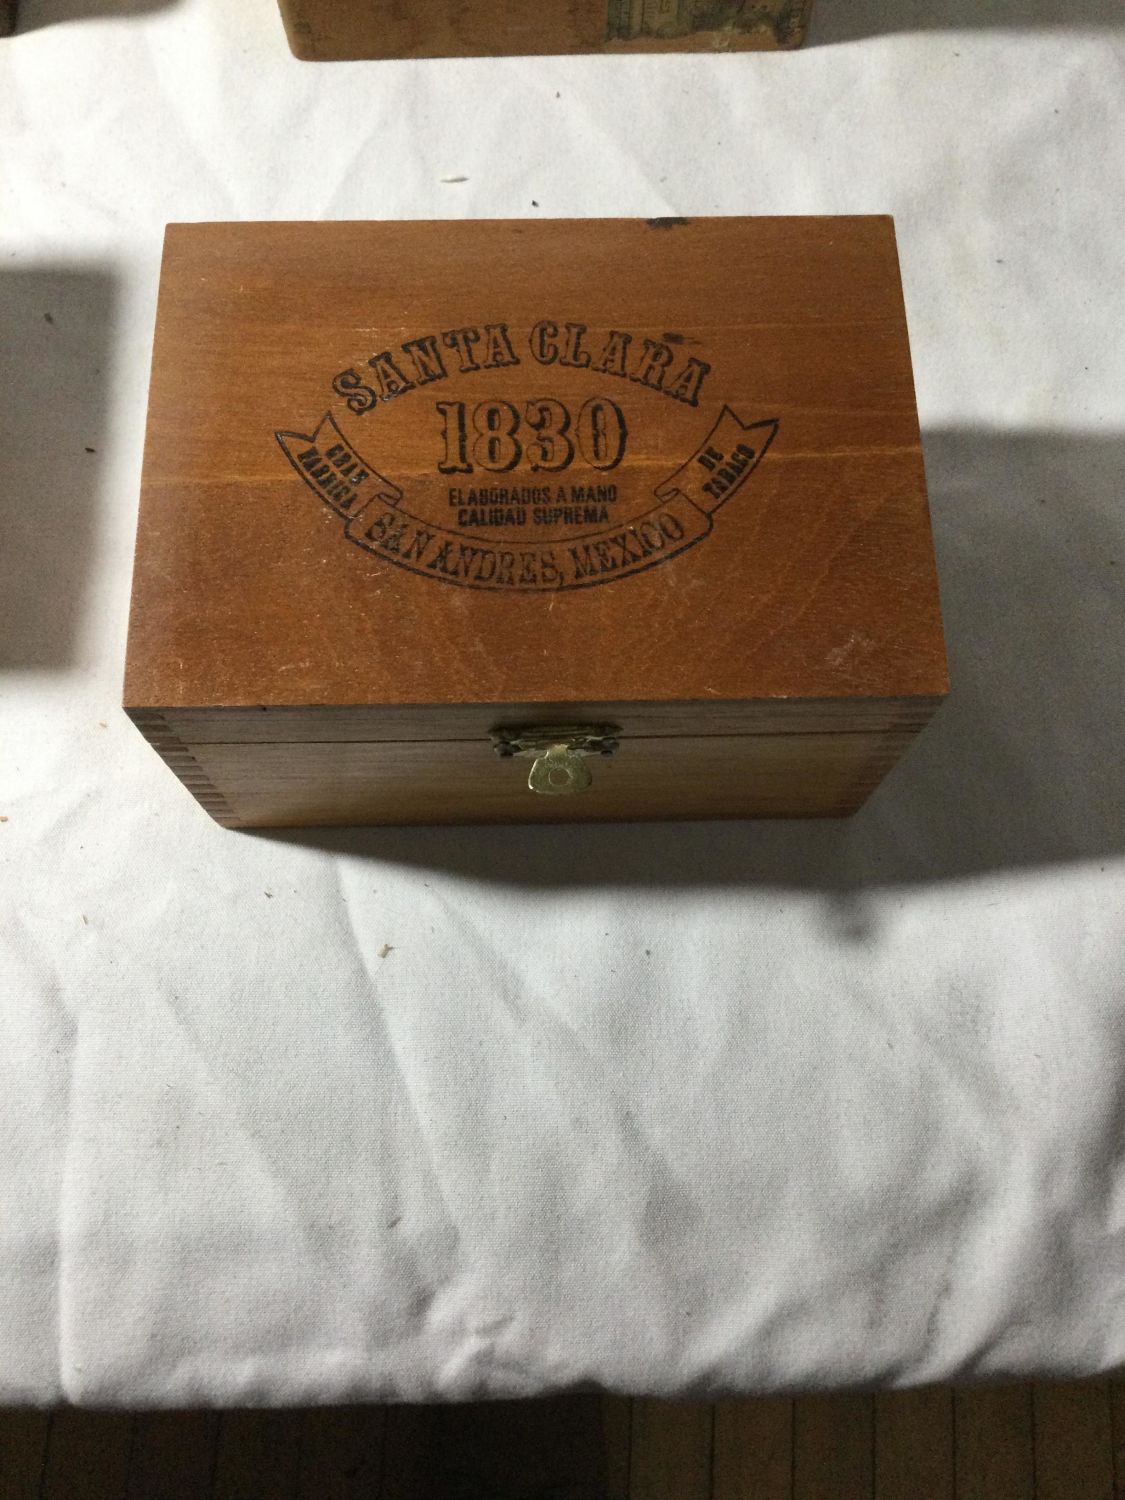 SANTA CLARA
1830
GRAN FABRICA
DE TABACO
ELABORADOS A MANO
CALIDAD SUPREMA
SAN ANDRES, MEXICO